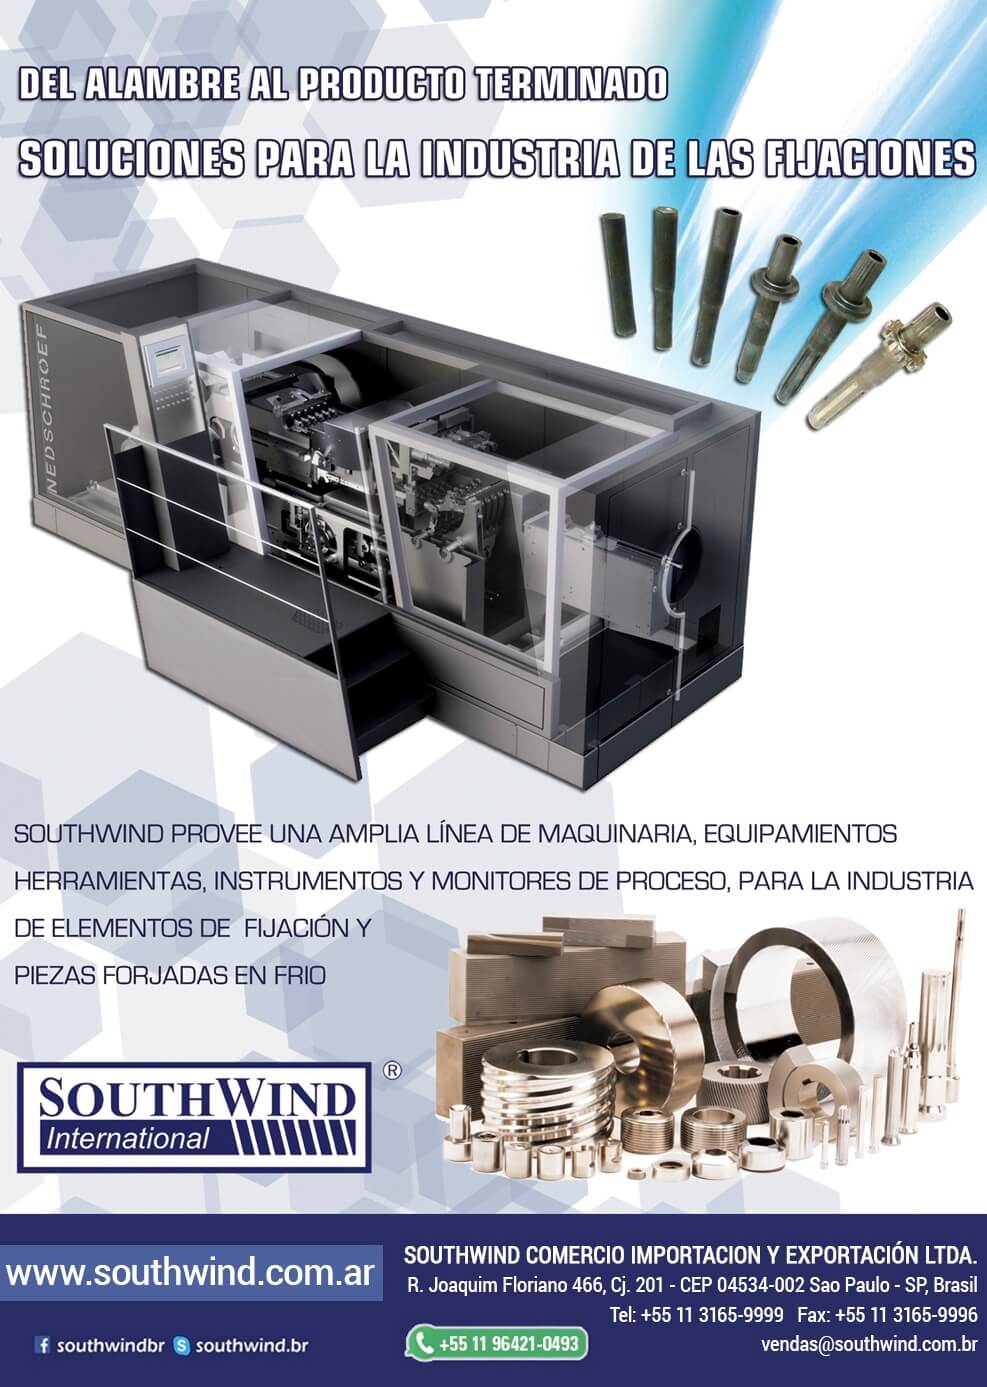 DEL ALAMBRE AL PRODUCTO TERMINADO
SOLUCIONES PARA LA INDUSTRIA DE LAS FIJACIONES
NEDSCHROEF
SOUTHWIND PROVEE UNA AMPLIA LÍNEA DE MAQUINARIA, EQUIPAMIENTOS
HERRAMIENTAS, INSTRUMENTOS Y MONITORES DE PROCESO, PARA LA INDUSTRIA
DE ELEMENTOS DE FIJACIÓN Y
PIEZAS FORJADAS EN FRIO
SOUTHWIND ®
International
www.southwind.com.ar
southwindbr southwind.br
SOUTHWIND COMERCIO IMPORTACION Y EXPORTACIÓN LTDA.
R. Joaquim Floriano 466, Cj. 201 - CEP 04534-002 Sao Paulo - SP, Brasil
Tel: +55 11 3165-9999 Fax: +55 11 3165-9996
+55 11 96421-0493
vendas@southwind.com.br